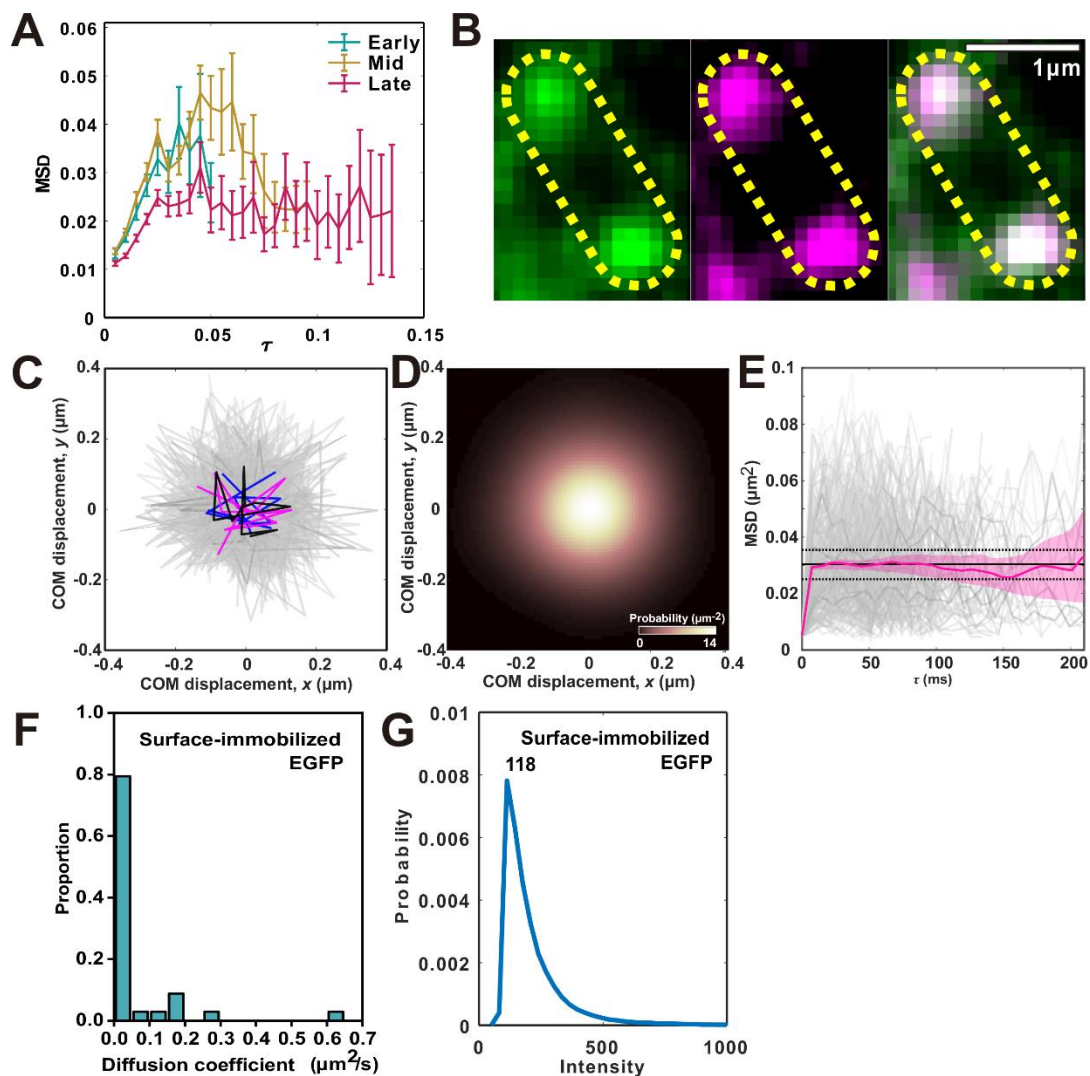 A
MSD
0.06
0.05
0.04
0.03
0.02
0.01
0
0
0.05
0.1
0.15
τ
Early
Mid
Late
B
1μm
C
COM displacement, y (μm)
0.4
0.2
0
-0.2
-0.4
-0.4
-0.2
0
0.2
0.4
COM displacement, x (μm)
D
COM displacement, y (μm)
0.4
0.2
0
-0.2
-0.4
-0.4
-0.2
0
0.2
0.4
COM displacement, x (μm)
Probability (μm-2)
0
14
E
MSD (μm2)
0.1
0.08
0.06
0.04
0.02
0
0
50
100
150
200
τ (ms)
F
Surface-immobilized
EGFP
Proportion
1.0
0.8
0.6
0.4
0.2
0.0
0.0 0.1 0.2 0.3 0.4 0.5 0.6 0.7
Diffusion coefficient (μm2/s)
G
Surface-immobilized
EGFP
118
Probability
0.01
0.008
0.006
0.004
0.002
0
0
500
1000
Intensity